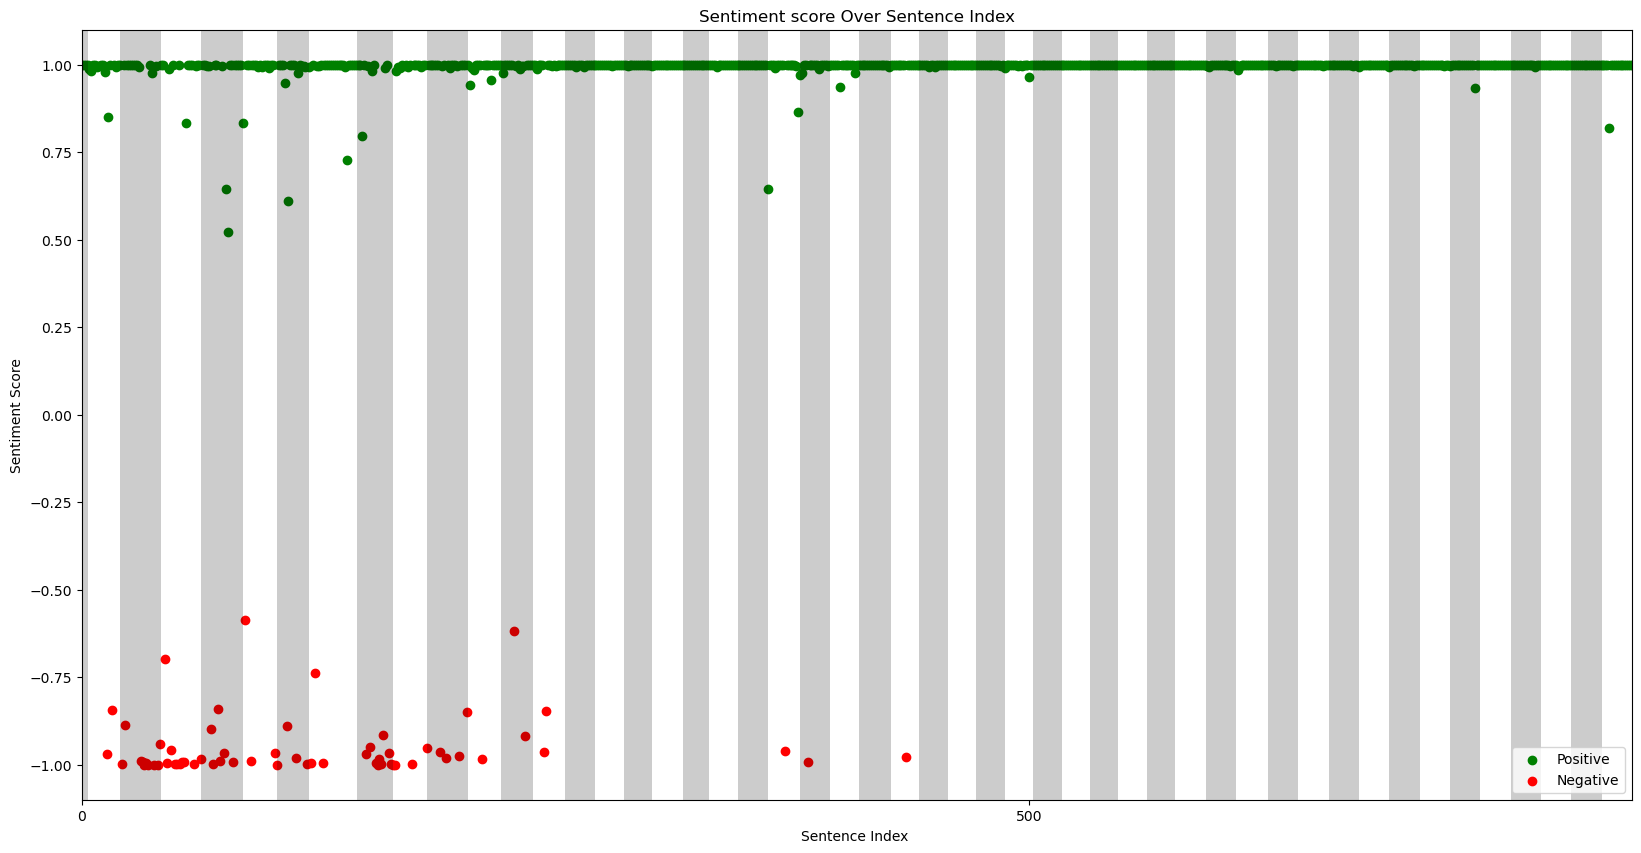 Sentiment score Over Sentence Index
1.00
0.75
0.50
0.25
0.00
−0.25
−0.50
−0.75
−1.00
Sentiment Score
0 500
Sentence Index
Positive
Negative